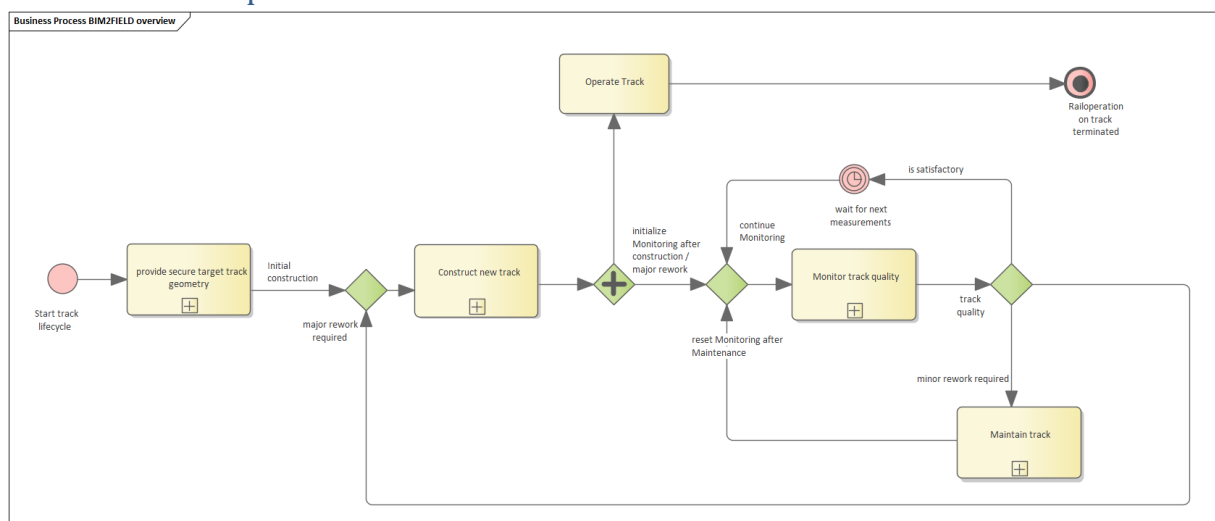 Business Process BIM2FIELD overview
Operate Track
Railoperation
on track
terminated
is satisfactory
wait for next
measurements
continue
Monitoring
initialize
Monitoring after
construction /
major rework
provide secure target track
geometry
Initial
construction
Construct new track
Monitor track quality
Start track
lifecycle
major rework
required
track
quality
reset Monitoring after
Maintenance
minor rework required
Maintain track